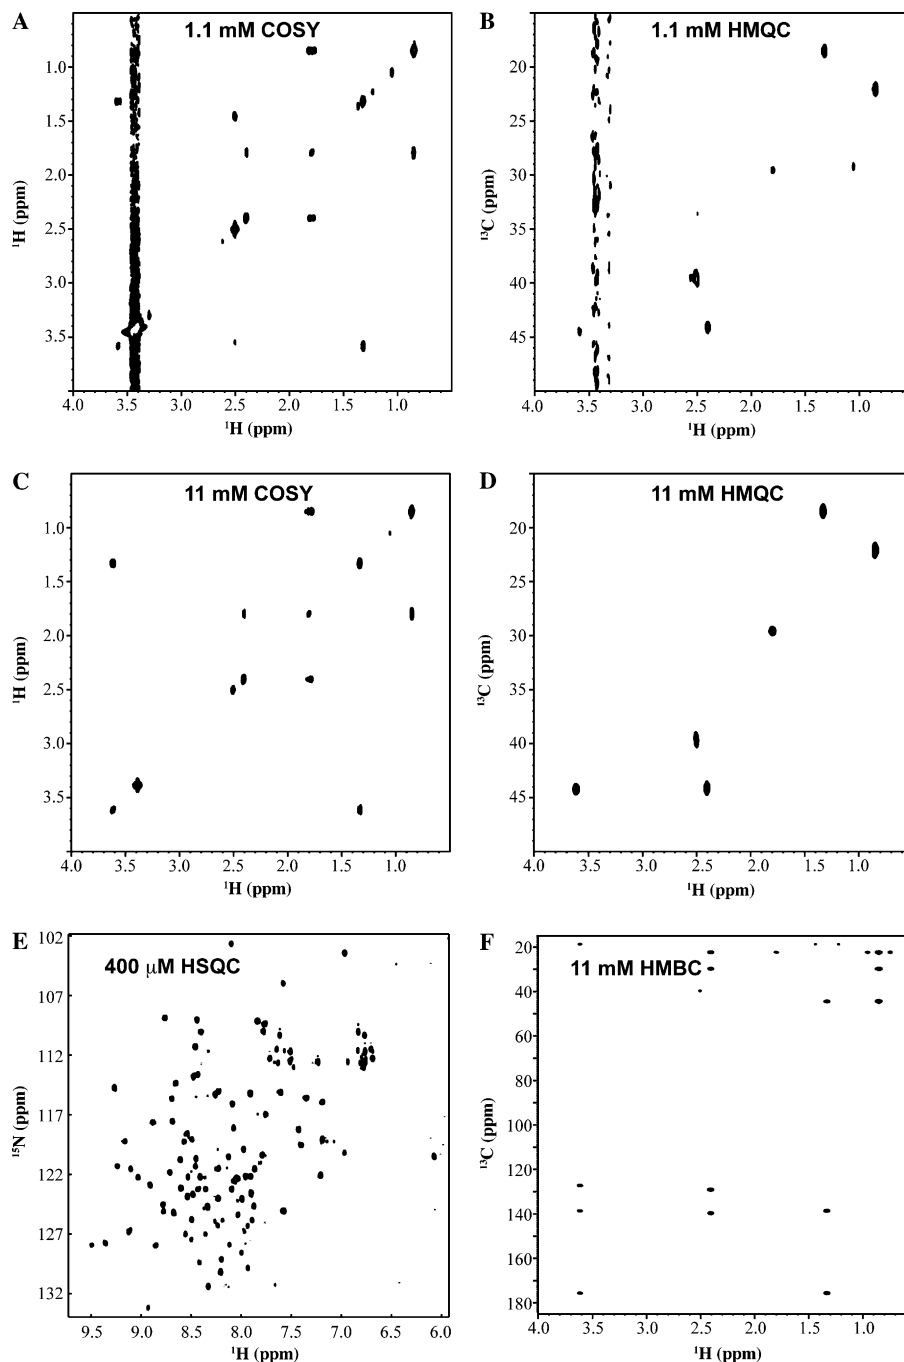 A
1.1 mM COSY
1.0
1.5
2.0
2.5
3.0
3.5
¹H (ppm)
4.0 3.5 3.0 2.5 2.0 1.5 1.0
¹H (ppm)
B
1.1 mM HMQC
20
25
30
35
40
45
¹³C (ppm)
4.0 3.5 3.0 2.5 2.0 1.5 1.0
¹H (ppm)
C
11 mM COSY
1.0
1.5
2.0
2.5
3.0
3.5
¹H (ppm)
4.0 3.5 3.0 2.5 2.0 1.5 1.0
¹H (ppm)
D
11 mM HMQC
20
25
30
35
40
45
¹³C (ppm)
4.0 3.5 3.0 2.5 2.0 1.5 1.0
¹H (ppm)
E
400 μM HSQC
102
107
112
117
122
127
132
¹⁵N (ppm)
9.5 9.0 8.5 8.0 7.5 7.0 6.5 6.0
¹H (ppm)
F
11 mM HMBC
20
40
60
80
100
120
140
160
180
¹³C (ppm)
4.0 3.5 3.0 2.5 2.0 1.5 1.0
¹H (ppm)